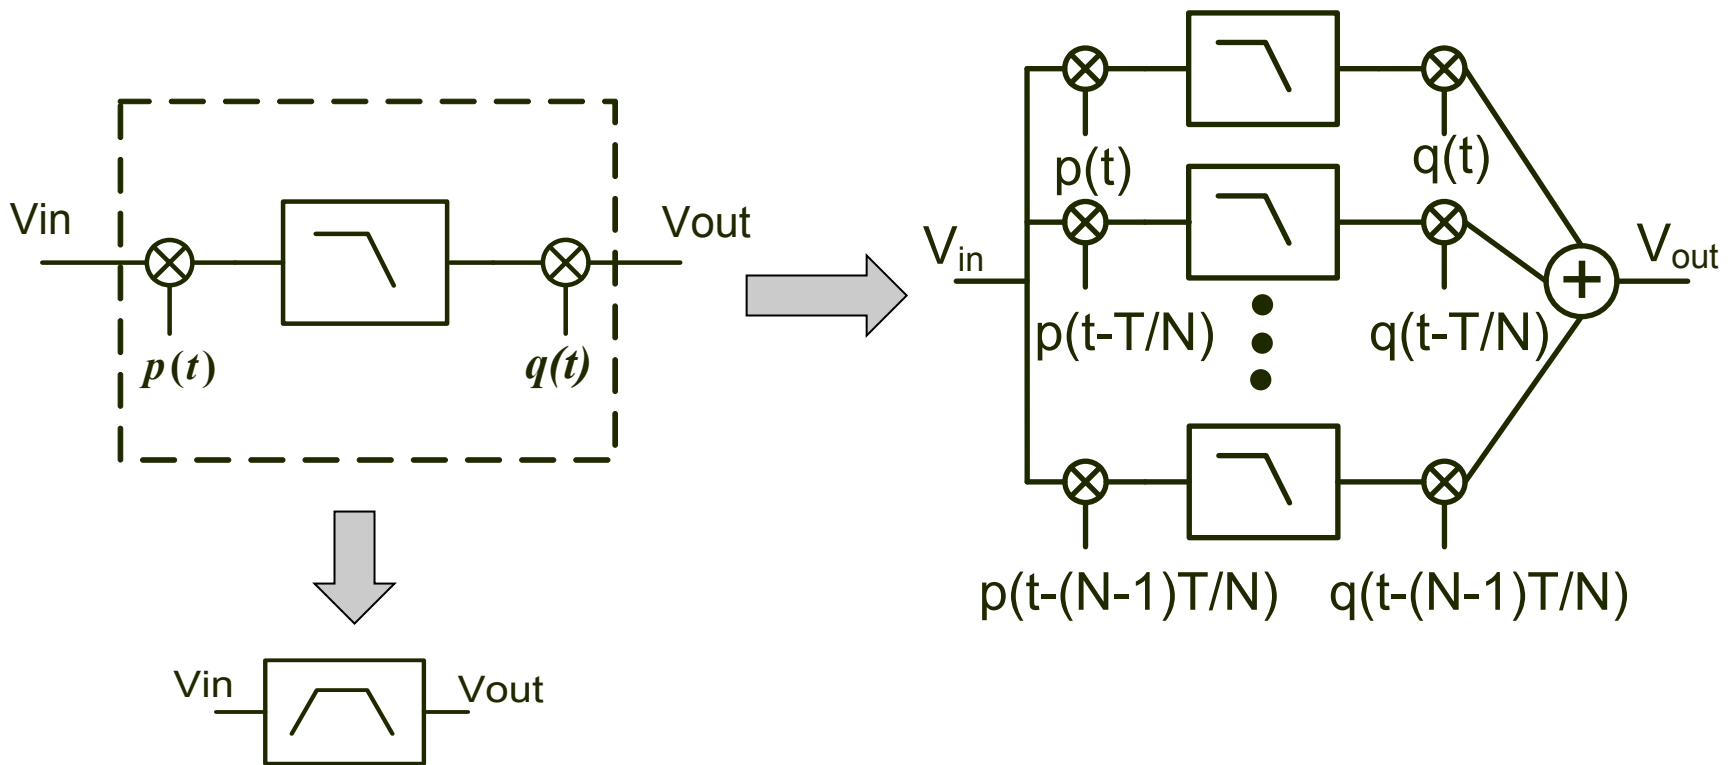 Vin
Vout
p(t)
q(t)
Vin
Vout
Vin
p(t)
q(t)
p(t-T/N)
q(t-T/N)
+
Vout
p(t-(N-1)T/N)
q(t-(N-1)T/N)